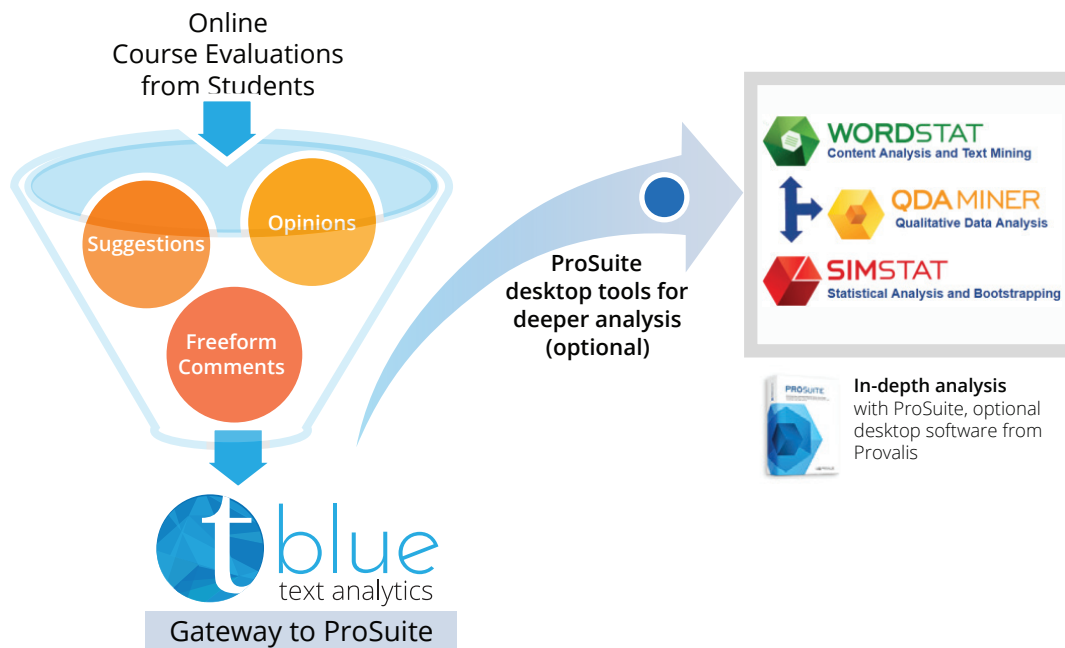 Online
Course Evaluations
from Students
Suggestions
Opinions
Freeform
Comments
t blue
text analytics
Gateway to ProSuite
ProSuite
desktop tools for
deeper analysis
(optional)
WORDSTAT
Content Analysis and Text Mining
QDA MINER
Qualitative Data Analysis
SIMSTAT
Statistical Analysis and Bootstrapping
PROSUITE
In-depth analysis
with ProSuite, optional
desktop software from
Provalis